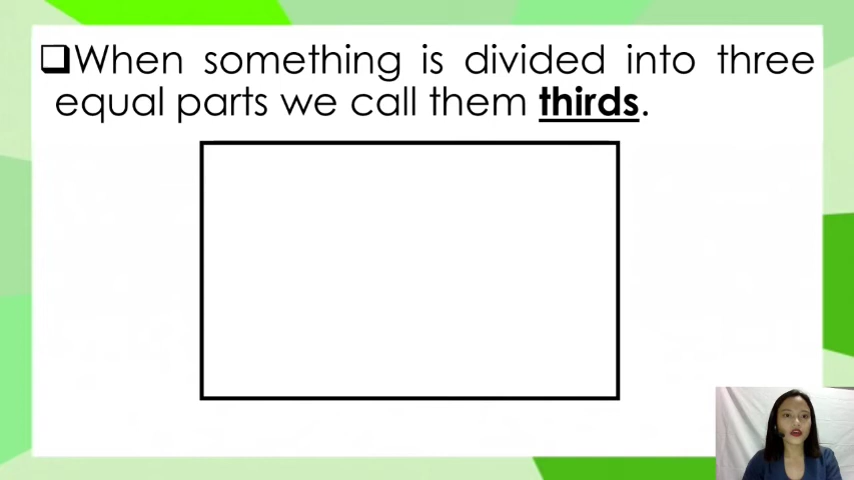 ❑When something is divided into three
equal parts we call them thirds.